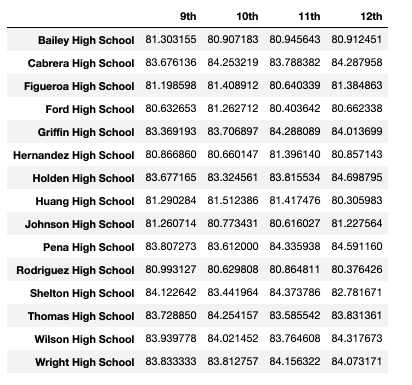 9th 10th 11th 12th
Bailey High School 81.303155 80.907183 80.945643 80.912451
Cabrera High School 83.676136 84.253219 83.788382 84.287958
Figueroa High School 81.198598 81.408912 80.640339 81.384863
Ford High School 80.632653 81.262712 80.403642 80.662338
Griffin High School 83.369193 83.706897 84.288089 84.013699
Hernandez High School 80.866860 80.660147 81.396140 80.857143
Holden High School 83.677165 83.324561 83.815534 84.698795
Huang High School 81.290284 81.512386 81.417476 80.305983
Johnson High School 81.260714 80.773431 80.616027 81.227564
Pena High School 83.807273 83.612000 84.335938 84.591160
Rodriguez High School 80.993127 80.629808 80.864811 80.376426
Shelton High School 84.122642 83.441964 84.373786 82.781671
Thomas High School 83.728850 84.254157 83.585542 83.831361
Wilson High School 83.939778 84.021452 83.764608 84.317673
Wright High School 83.833333 83.812757 84.156322 84.073171